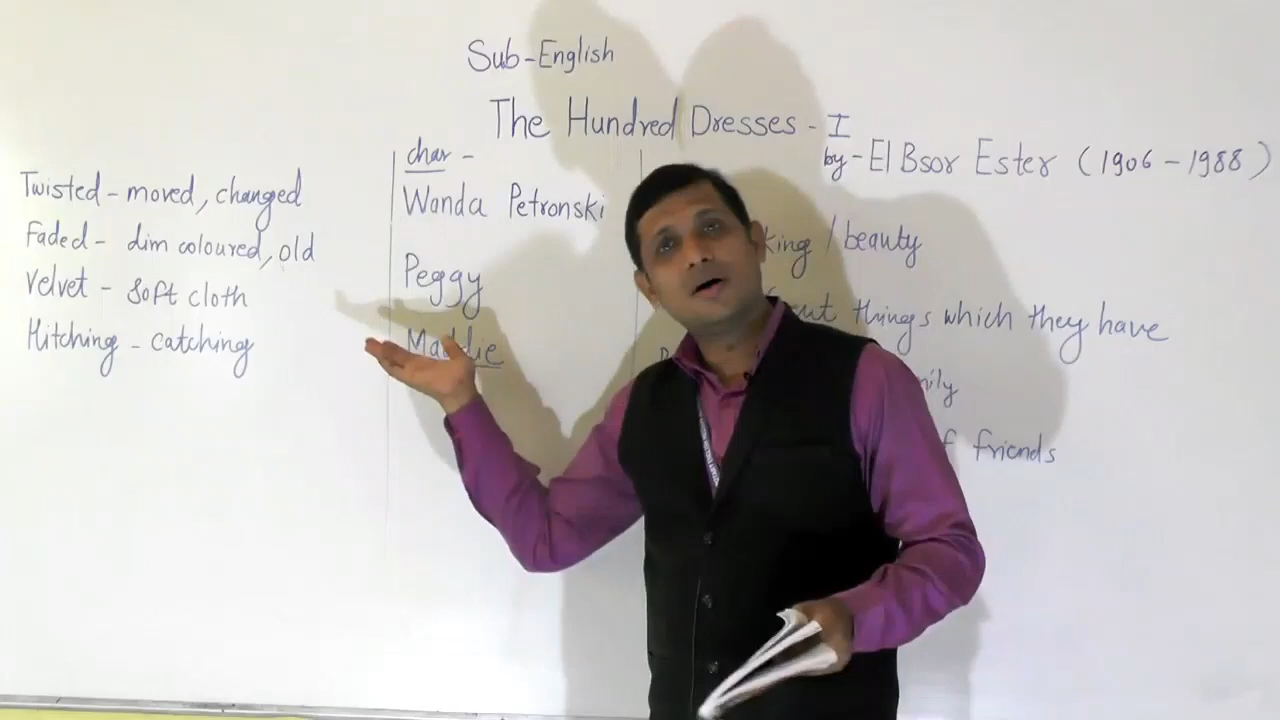 Sub-English
The Hundred Dresses - I
by - El Bsor Ester (1906 - 1988)
Twisted - moved, changed
Faded - dim coloured, old
Velvet - soft cloth
Hitching - catching
char -
Wanda Petronski
Peggy
Maddie
/ beauty
things which they have
friends